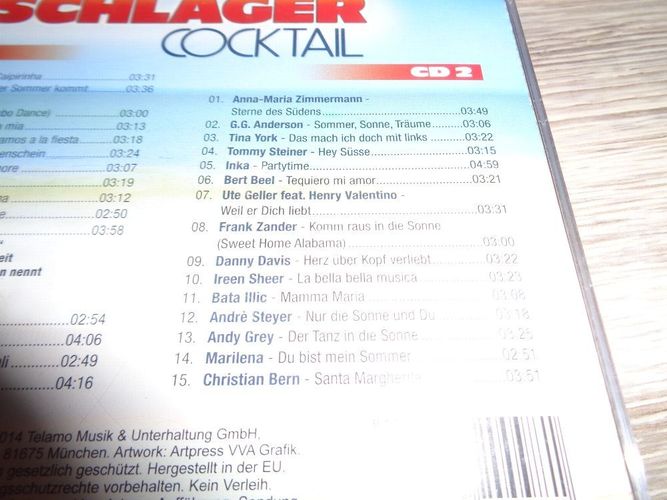 SCHLAGER
COCKTAIL
CD 2
Caipirinha 03:31
er Sommer kommt 03:36
bo Dance) 03:00
mia 03:13
amos a la fiesta 03:18
enschein 03:24
ore 03:07
03:19
03:12
02:50
03:58
eit
n nennt
02:54
04:06
02:49
04:16
01. Anna-Maria Zimmermann -
Sterne des Südens 03:49
02. G.G. Anderson - Sommer, Sonne, Träume 03:06
03. Tina York - Das mach ich doch mit links 03:22
04. Tommy Steiner - Hey Süsse 03:15
05. Inka - Partytime 04:59
06. Bert Beel - Tequiero mi amor 03:21
07. Ute Geller feat. Henry Valentino -
Weil er Dich liebt 03:31
08. Frank Zander - Komm raus in die Sonne
(Sweet Home Alabama) 03:00
09. Danny Davis - Herz über Kopf verliebt 03:22
10. Ireen Sheer - La bella bella musica 03:23
11. Bata Illic - Mamma Maria 03:08
12. Andrè Steyer - Nur die Sonne und Du 03:18
13. Andy Grey - Der Tanz in die Sonne 03:25
14. Marilena - Du bist mein Sommer 02:51
15. Christian Bern - Santa Margherita 03:51
014 Telamo Musik & Unterhaltung GmbH,
81675 München. Artwork: Artpress VVA Grafik.
n gesetzlich geschützt. Hergestellt in der EU.
gsschutzrechte vorbehalten. Kein Verleih.